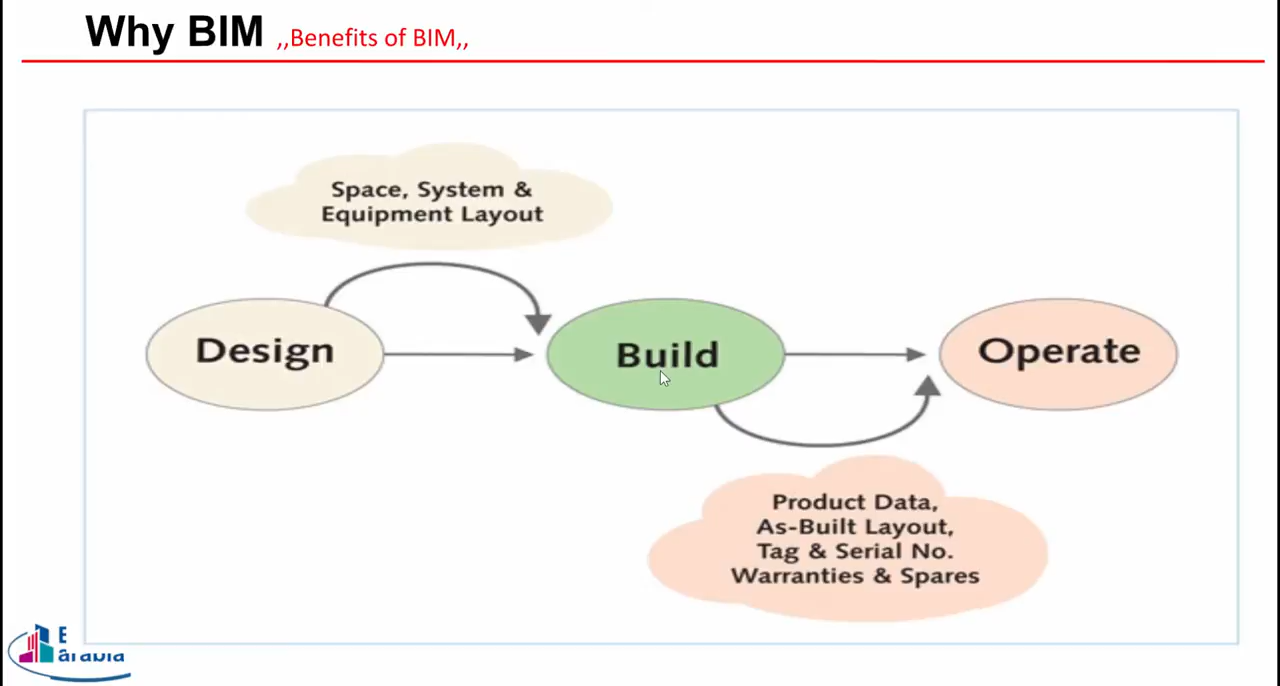 Why BIM ,,Benefits of BIM,,
Space, System &
Equipment Layout
Design
Build
Operate
Product Data,
As-Built Layout,
Tag & Serial No.
Warranties & Spares
E